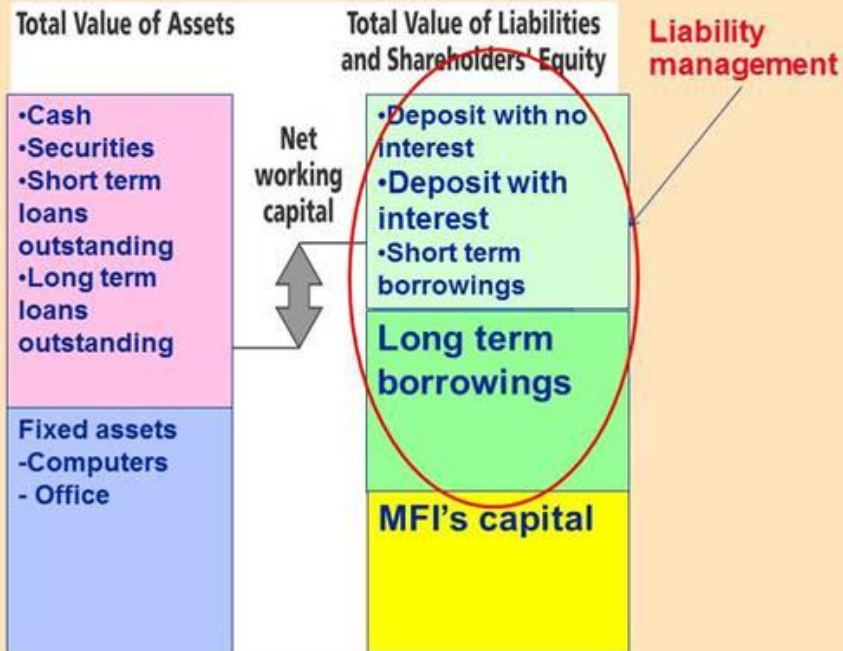 Total Value of Assets
•Cash
•Securities
•Short term
loans
outstanding
•Long term
loans
outstanding
Fixed assets
-Computers
- Office
Net
working
capital
Total Value of Liabilities
and Shareholders' Equity
•Deposit with no
interest
•Deposit with
interest
•Short term
borrowings
Long term
borrowings
MFI's capital
Liability
management